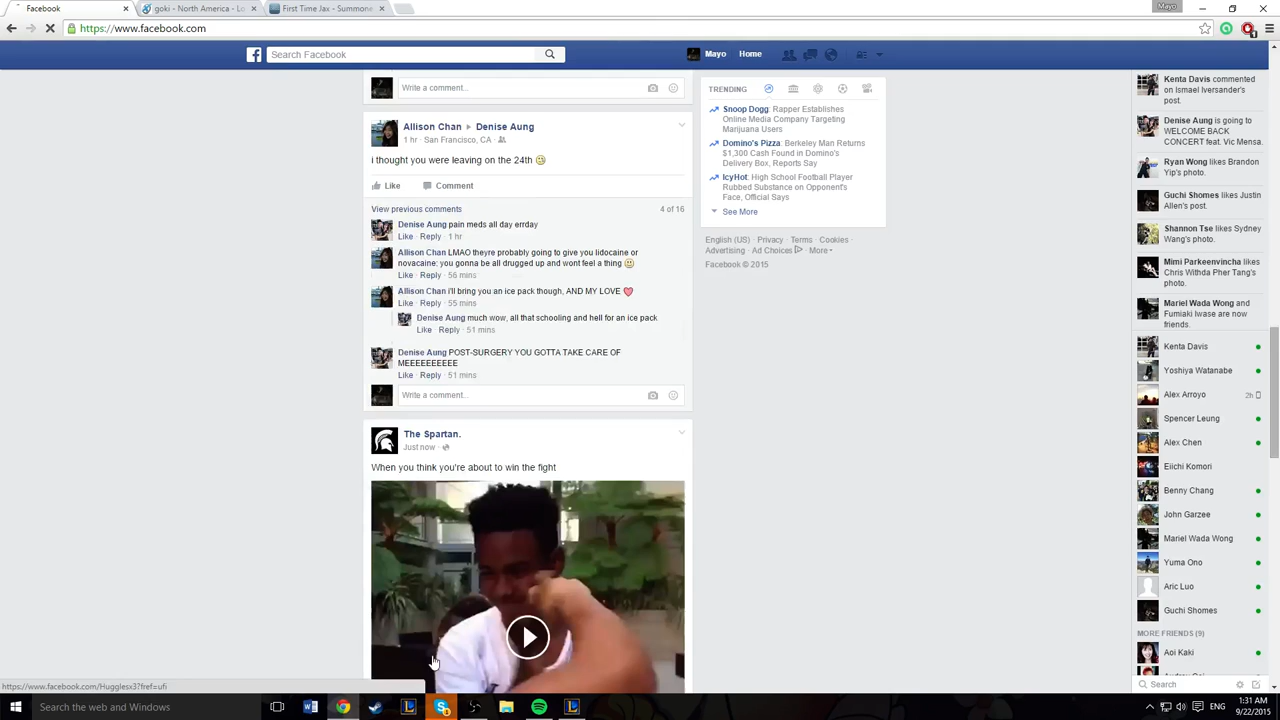 Facebook
goki - North America - Lo
First Time Jax - Summone
Mayo
https://www.facebook.com
Search Facebook
Mayo
Home
Write a comment...
Allison Chan ▸ Denise Aung
1 hr · San Francisco, CA ·
i thought you were leaving on the 24th
Like
Comment
View previous comments
4 of 16
Denise Aung pain meds all day errday
Like · Reply · 1 hr
Allison Chan LMAO theyre probably going to give you lidocaine or
novacaine; you gonna be all drugged up and wont feel a thing
Like · Reply · 56 mins
Allison Chan i'll bring you an ice pack though, AND MY LOVE
Like · Reply · 55 mins
Denise Aung much wow, all that schooling and hell for an ice pack
Like · Reply · 51 mins
Denise Aung POST-SURGERY YOU GOTTA TAKE CARE OF
MEEEEEEEEEE
Like · Reply · 51 mins
Write a comment...
The Spartan.
Just now ·
When you think you're about to win the fight
TRENDING
Snoop Dogg: Rapper Establishes
Online Media Company Targeting
Marijuana Users
Domino's Pizza: Berkeley Man Returns
$1,300 Cash Found in Domino's
Delivery Box, Reports Say
IcyHot: High School Football Player
Rubbed Substance on Opponent's
Face, Official Says
See More
English (US) · Privacy · Terms · Cookies ·
Advertising · Ad Choices · More
Facebook © 2015
Kenta Davis
commented
on Ismael Iversander's
post.
Denise Aung is going to
WELCOME BACK
CONCERT feat. Vic Mensa.
Ryan Wong likes Brandon
Yip's photo.
Guchi Shomes likes Justin
Allen's post.
Shannon Tse likes Sydney
Wang's photo.
Mimi Parkeenvincha likes
Chris Withda Pher Tang's
photo.
Mariel Wada Wong and
Fumiaki Iwase are now
friends.
Kenta Davis
Yoshiya Watanabe
Alex Arroyo
2h
Spencer Leung
Alex Chen
Eiichi Komori
Benny Chang
John Garzee
Mariel Wada Wong
Yuma Ono
Aric Luo
Guchi Shomes
MORE FRIENDS (9)
Aoi Kaki
Search
https://www.facebook.com/Hugglesx3?fref=ufi
Search the web and Windows
ENG
1:31 AM
9/22/2015